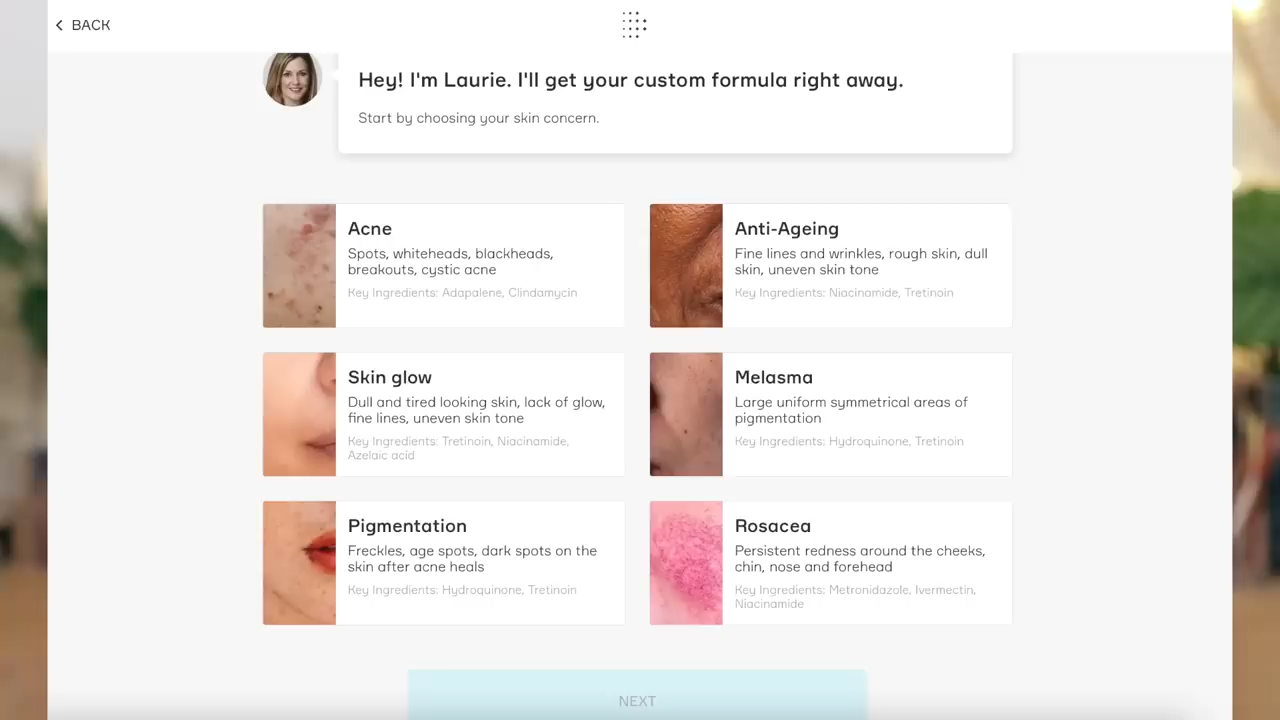 BACK
Hey! I'm Laurie. I'll get your custom formula right away.
Start by choosing your skin concern.
Acne
Spots, whiteheads, blackheads,
breakouts, cystic acne
Key Ingredients: Adapalene, Clindamycin
Anti-Ageing
Fine lines and wrinkles, rough skin, dull
skin, uneven skin tone
Key Ingredients: Niacinamide, Tretinoin
Skin glow
Dull and tired looking skin, lack of glow,
fine lines, uneven skin tone
Key Ingredients: Tretinoin, Niacinamide,
Azelaic acid
Melasma
Large uniform symmetrical areas of
pigmentation
Key Ingredients: Hydroquinone, Tretinoin
Pigmentation
Freckles, age spots, dark spots on the
skin after acne heals
Key Ingredients: Hydroquinone, Tretinoin
Rosacea
Persistent redness around the cheeks,
chin, nose and forehead
Key Ingredients: Metronidazole, Ivermectin,
Niacinamide
NEXT